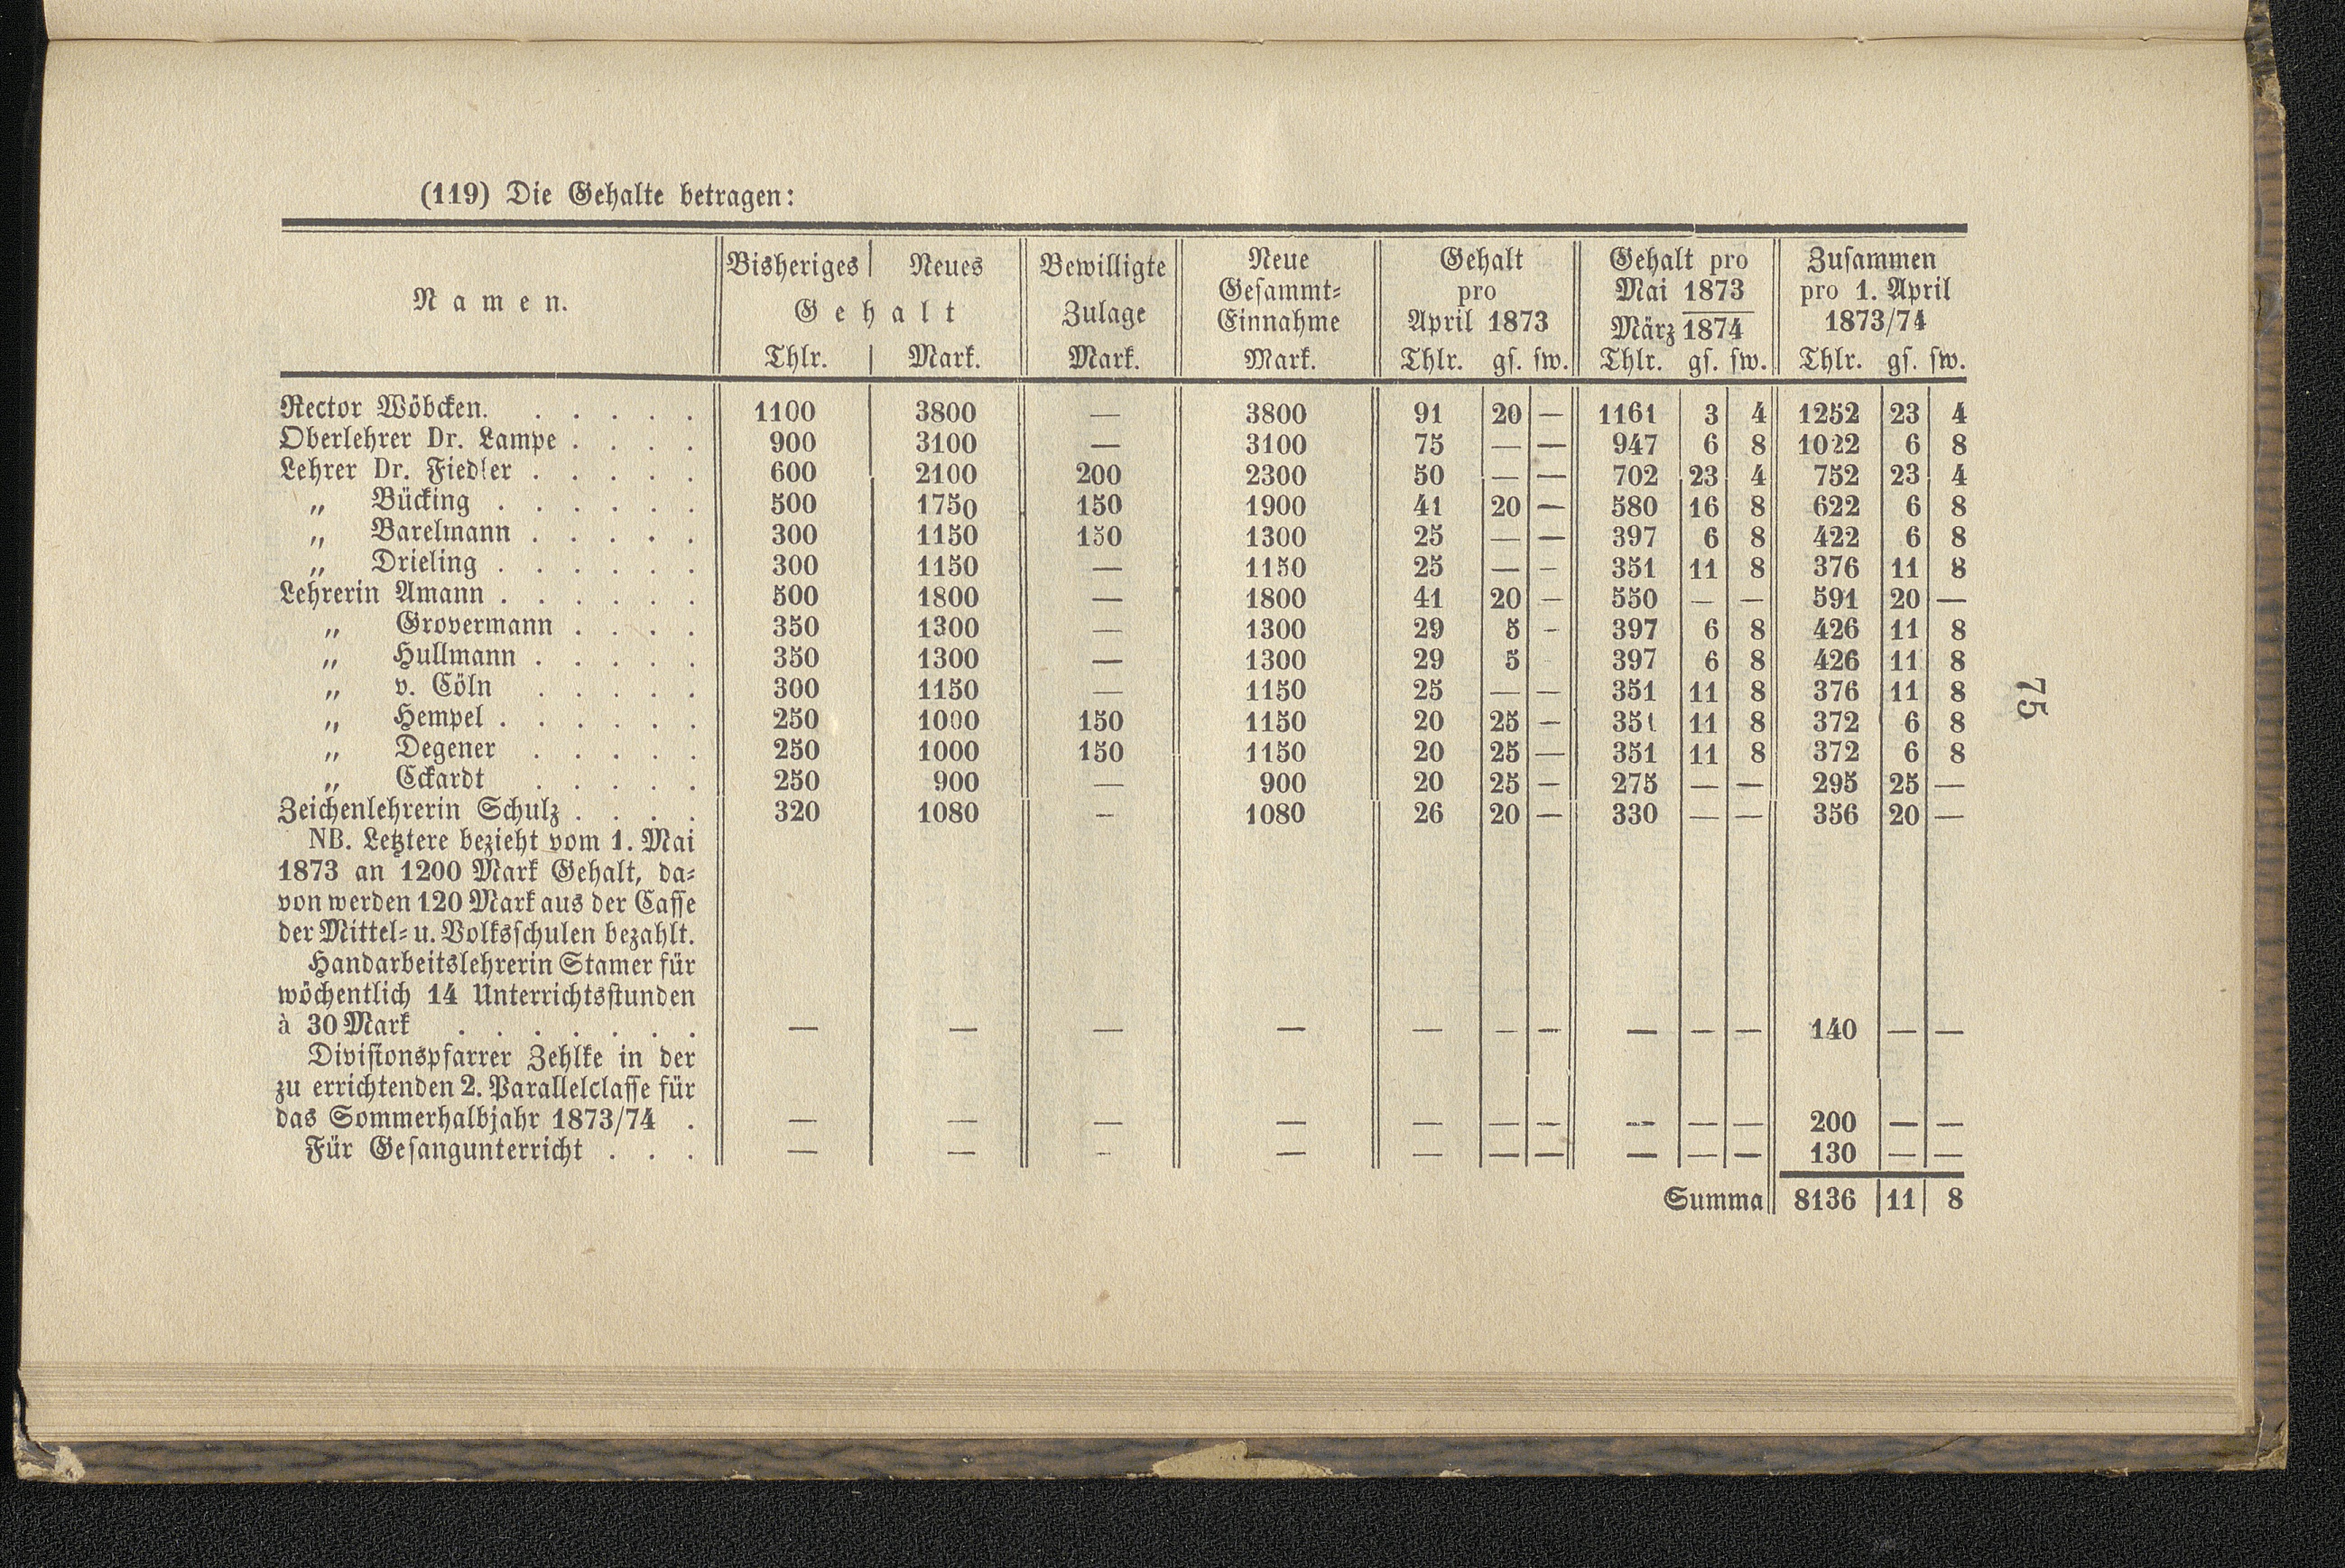 (119) Die Gehalte betragen:
Namen. Bisheriges Neues Bewilligte Neue Gehalt Gehalt pro Zusammen
Gehalt Zulage Gesammt- pro Mai 1873 pro 1. April
Einnahme April 1873 März 1874 1873/74
Thlr. Mark. Mark. Mark. Thlr. gs. sw. Thlr. gs. sw. Thlr. gs. sw.
Rector Wöbcken. . . . . . 1100 3800 — 3800 91 20 — 1161 3 4 1252 23 4
Oberlehrer Dr. Lampe . . . . 900 3100 — 3100 75 — — 947 6 8 1022 6 8
Lehrer Dr. Fiedler . . . . . 600 2100 200 2300 50 — — 702 23 4 752 23 4
„ Bücking . . . . . . 500 1750 150 1900 41 20 — 580 16 8 622 6 8
„ Barelmann . . . . . 300 1150 150 1300 25 — — 397 6 8 422 6 8
„ Drieling . . . . . . 300 1150 — 1150 25 — — 351 11 8 376 11 8
Lehrerin Amann . . . . . . 500 1800 — 1800 41 20 — 550 — — 591 20 —
„ Grovermann . . . . 350 1300 — 1300 29 5 — 397 6 8 426 11 8
„ Hullmann . . . . . 350 1300 — 1300 29 5 — 397 6 8 426 11 8
„ v. Cöln . . . . . 300 1150 — 1150 25 — — 351 11 8 376 11 8
„ Hempel . . . . . . 250 1000 150 1150 20 25 — 351 11 8 372 6 8
„ Degener . . . . . 250 1000 150 1150 20 25 — 351 11 8 372 6 8
„ Eckardt . . . . . 250 900 — 900 20 25 — 275 — — 295 25 —
Zeichenlehrerin Schulz . . . . 320 1080 — 1080 26 20 — 330 — — 356 20 —
NB. Letztere bezieht vom 1. Mai
1873 an 1200 Mark Gehalt, da-
von werden 120 Mark aus der Casse
der Mittel- u. Volksschulen bezahlt.
Handarbeitslehrerin Stamer für
wöchentlich 14 Unterrichtsstunden
à 30 Mark . . . . . . . — — — — — — — — — — 140 — —
Divisionspfarrer Zehlke in der
zu errichtenden 2. Parallelclasse für
das Sommerhalbjahr 1873/74 . — — — — — — — — — — 200 — —
Für Gesangunterricht . . . — — — — — — — — — — 130 — —
Summa 8136 11 8
75